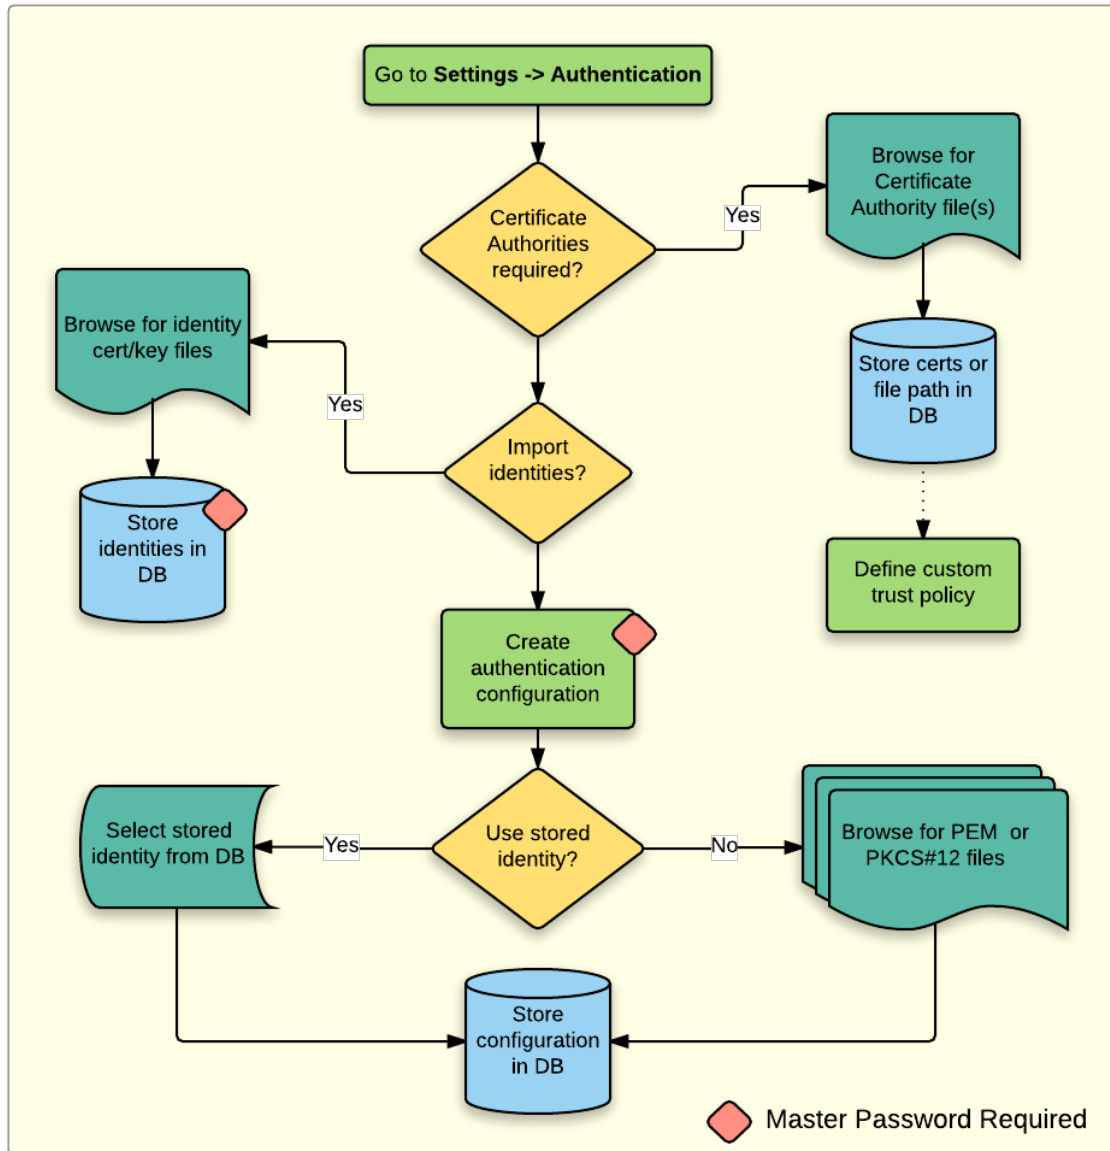 Go to Settings -> Authentication
Certificate
Authorities
required?
Yes
Browse for
Certificate
Authority file(s)
Store certs or
file path in
DB
Define custom
trust policy
Import
identities?
Yes
Browse for identity
cert/key files
Store
identities in
DB
Create
authentication
configuration
Use stored
identity?
Yes
Select stored
identity from DB
No
Browse for PEM or
PKCS#12 files
Store
configuration
in DB
Master Password Required